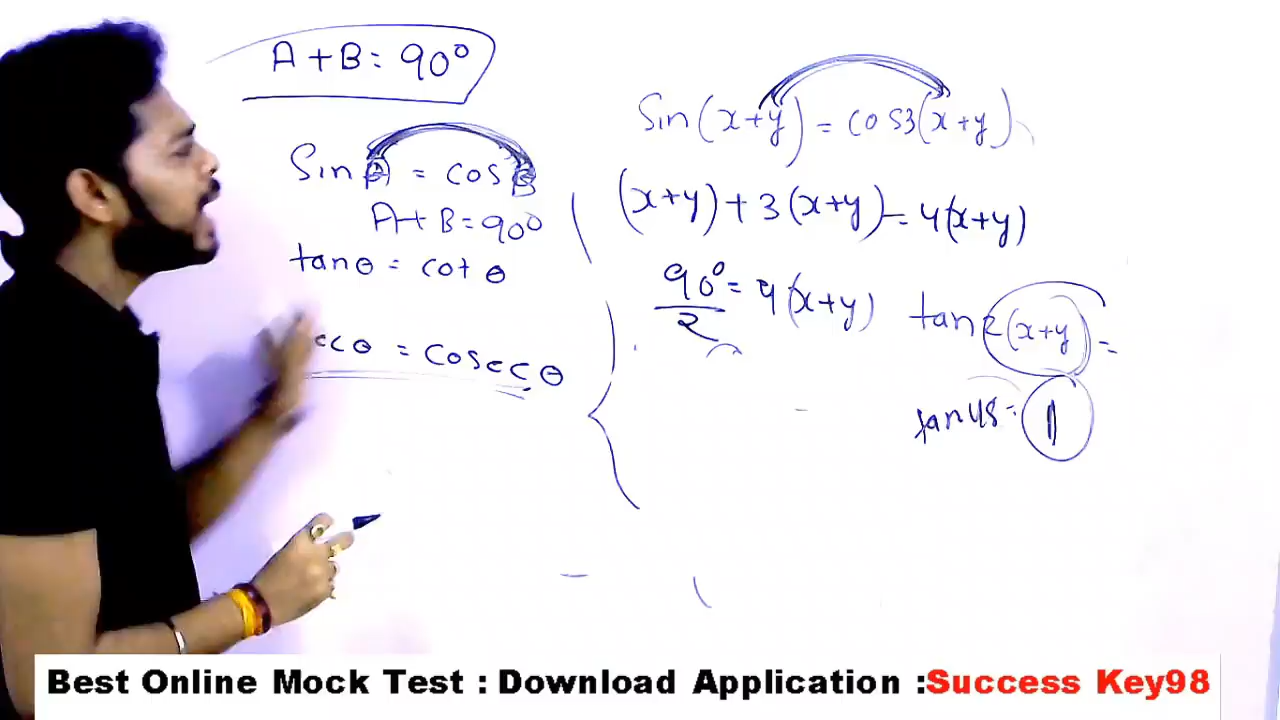 A+B=90°
Sin A = cos B
A+B=90°
tanθ = cot θ
ecθ = cosecθ
Sin(x+y) = cos3(x+y)
(x+y)+3(x+y)=4(x+y)
90°/2 = 4(x+y)
tan2(x+y) =
tan45 = 1
Best Online Mock Test : Download Application :Success Key98